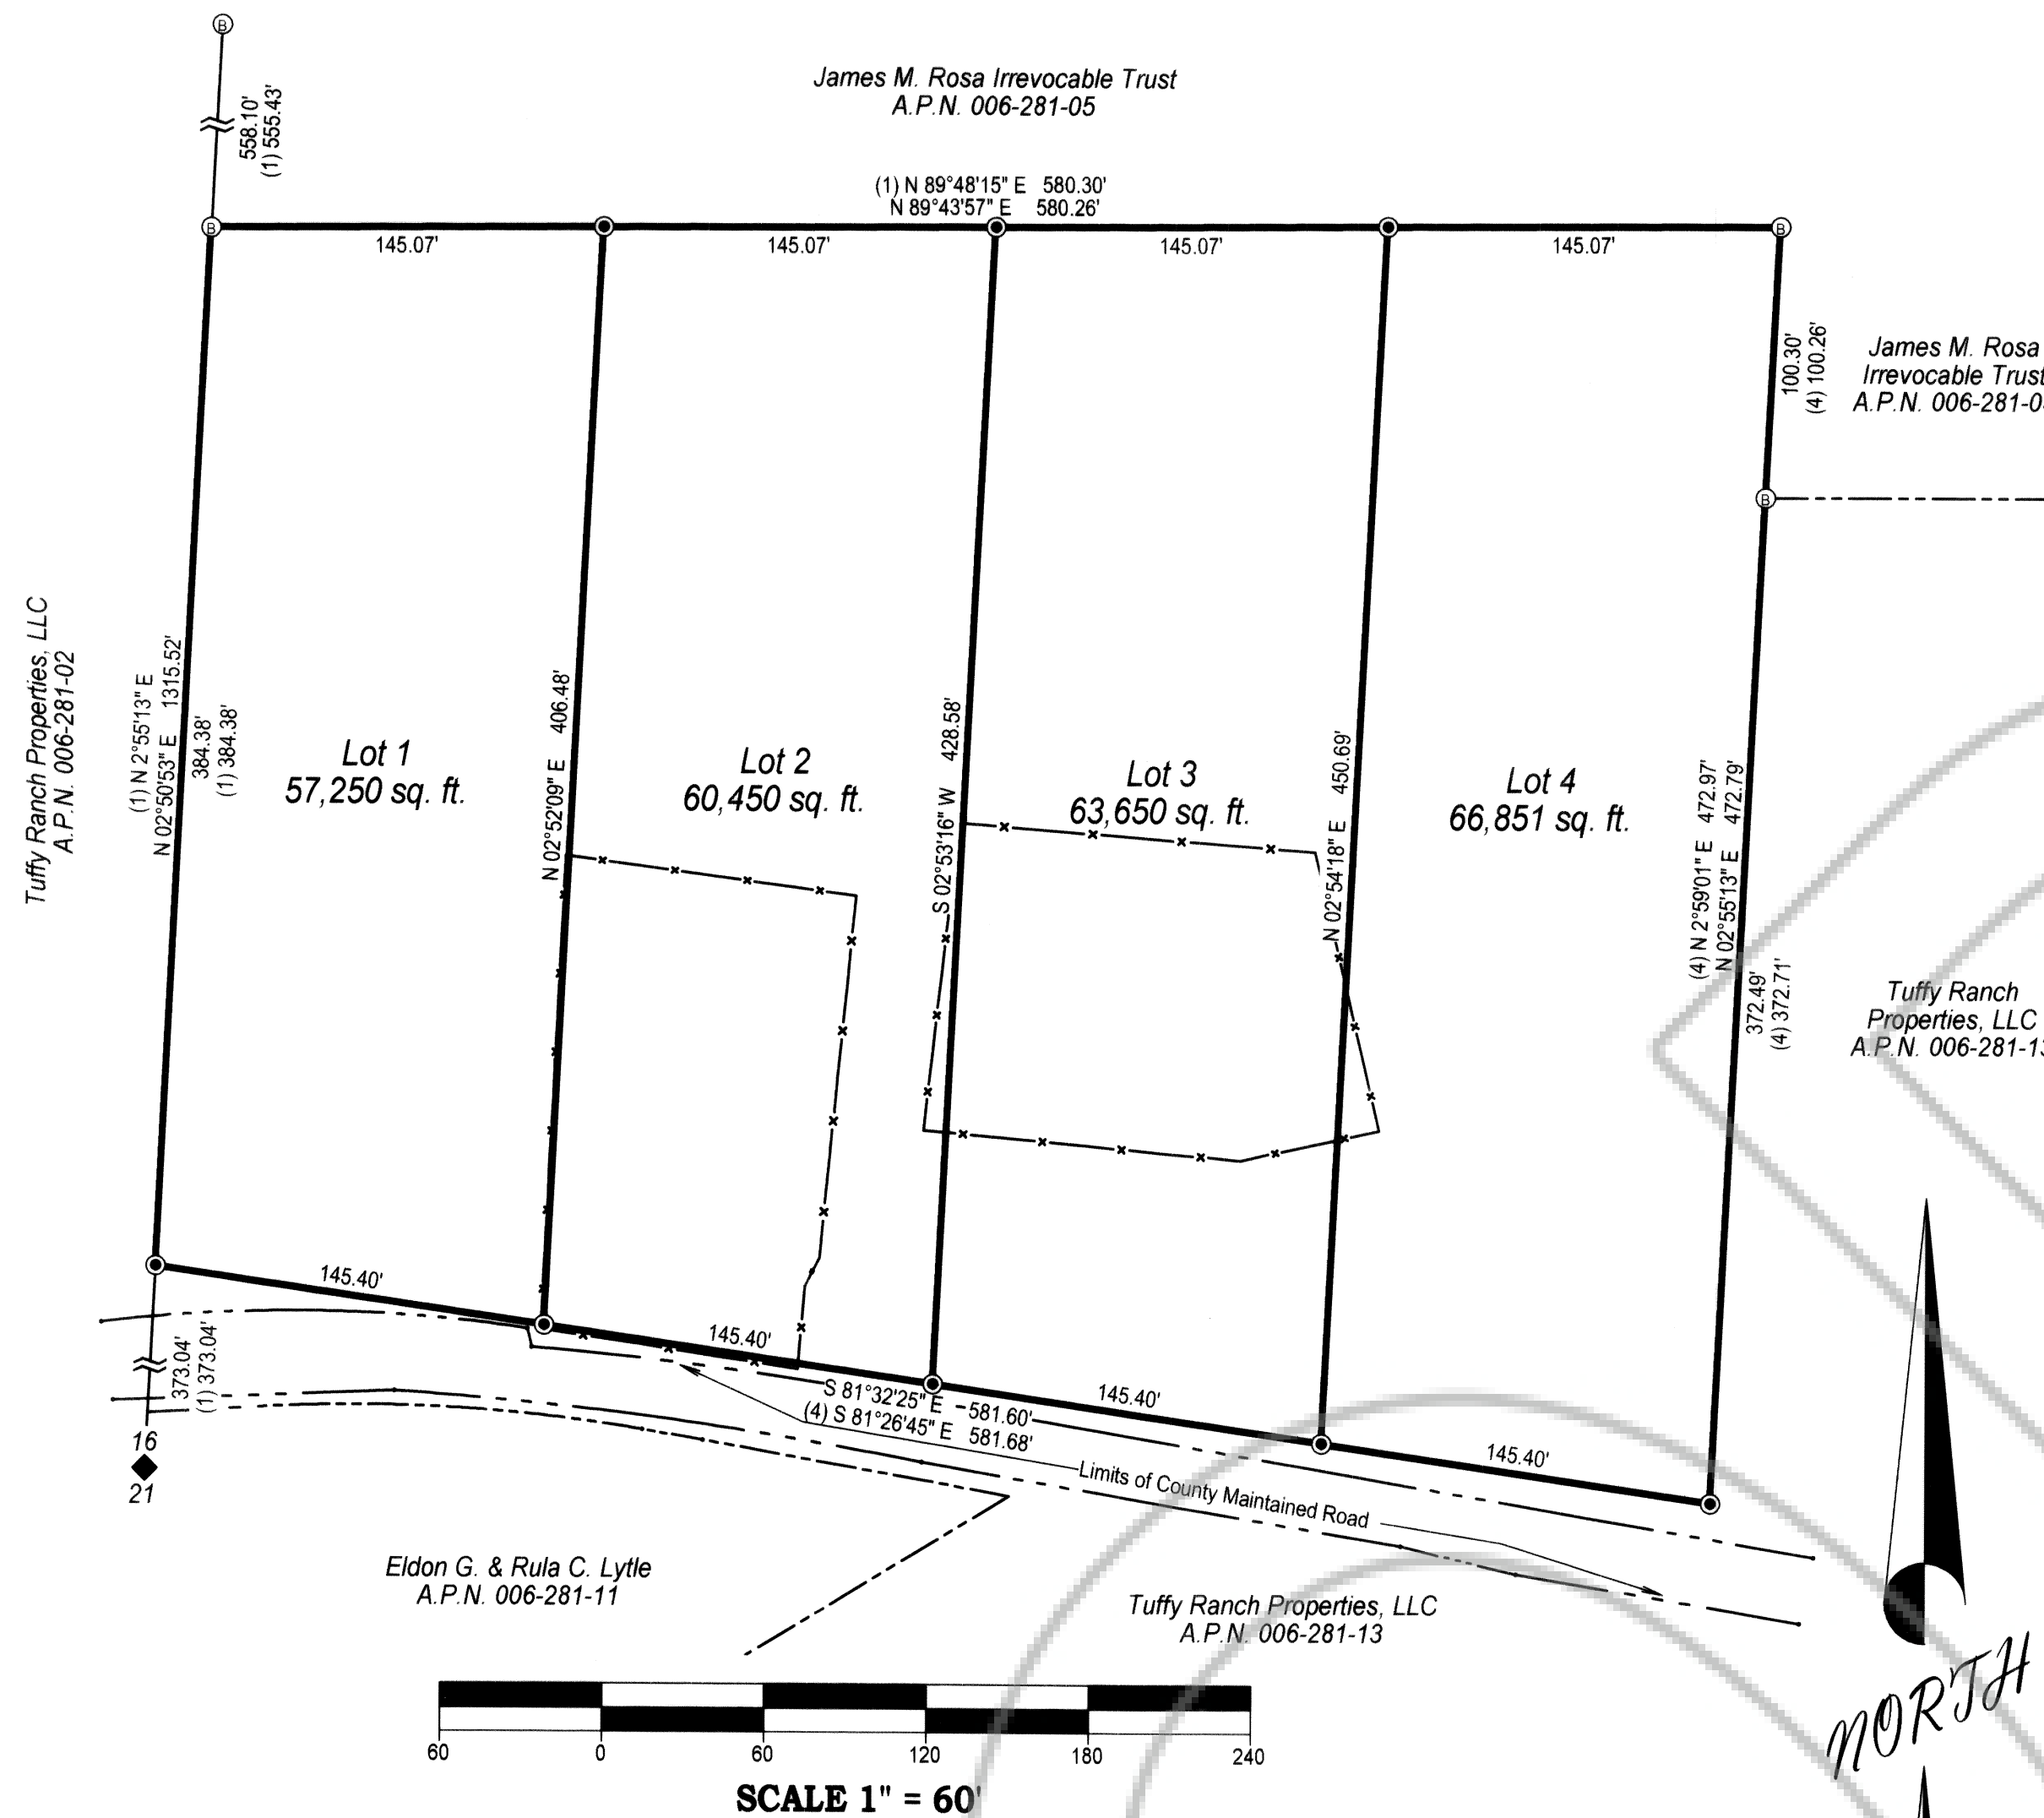 B
558.10'
(1) 555.43'
James M. Rosa Irrevocable Trust
A.P.N. 006-281-05
(1) N 89°48'15" E 580.30'
N 89°43'57" E 580.26'
B
B
145.07'
145.07'
145.07'
145.07'
100.30'
(4) 100.26'
James M. Rosa
Irrevocable Trust
A.P.N. 006-281-0
B
Tuffy Ranch Properties, LLC
A.P.N. 006-281-02
(1) N 2°55'13" E
N 02°50'53" E 1315.52'
384.38'
(1) 384.38'
Lot 1
57,250 sq. ft.
N 02°52'09" E 406.48'
Lot 2
60,450 sq. ft.
S 02°53'16" W 428.58'
Lot 3
63,650 sq. ft.
N 02°54'18" E 450.69'
Lot 4
66,851 sq. ft.
(4) N 2°59'01" E 472.97'
N 02°55'13" E 472.79'
372.49'
(4) 372.71'
Tuffy Ranch
Properties, LLC
A.P.N. 006-281-13
145.40'
145.40'
145.40'
145.40'
373.04'
(1) 373.04'
S 81°32'25" E 581.60'
(4) S 81°26'45" E 581.68'
16
21
Limits of County Maintained Road
Eldon G. & Rula C. Lytle
A.P.N. 006-281-11
Tuffy Ranch Properties, LLC
A.P.N. 006-281-13
60 0 60 120 180 240
SCALE 1" = 60'
NORTH